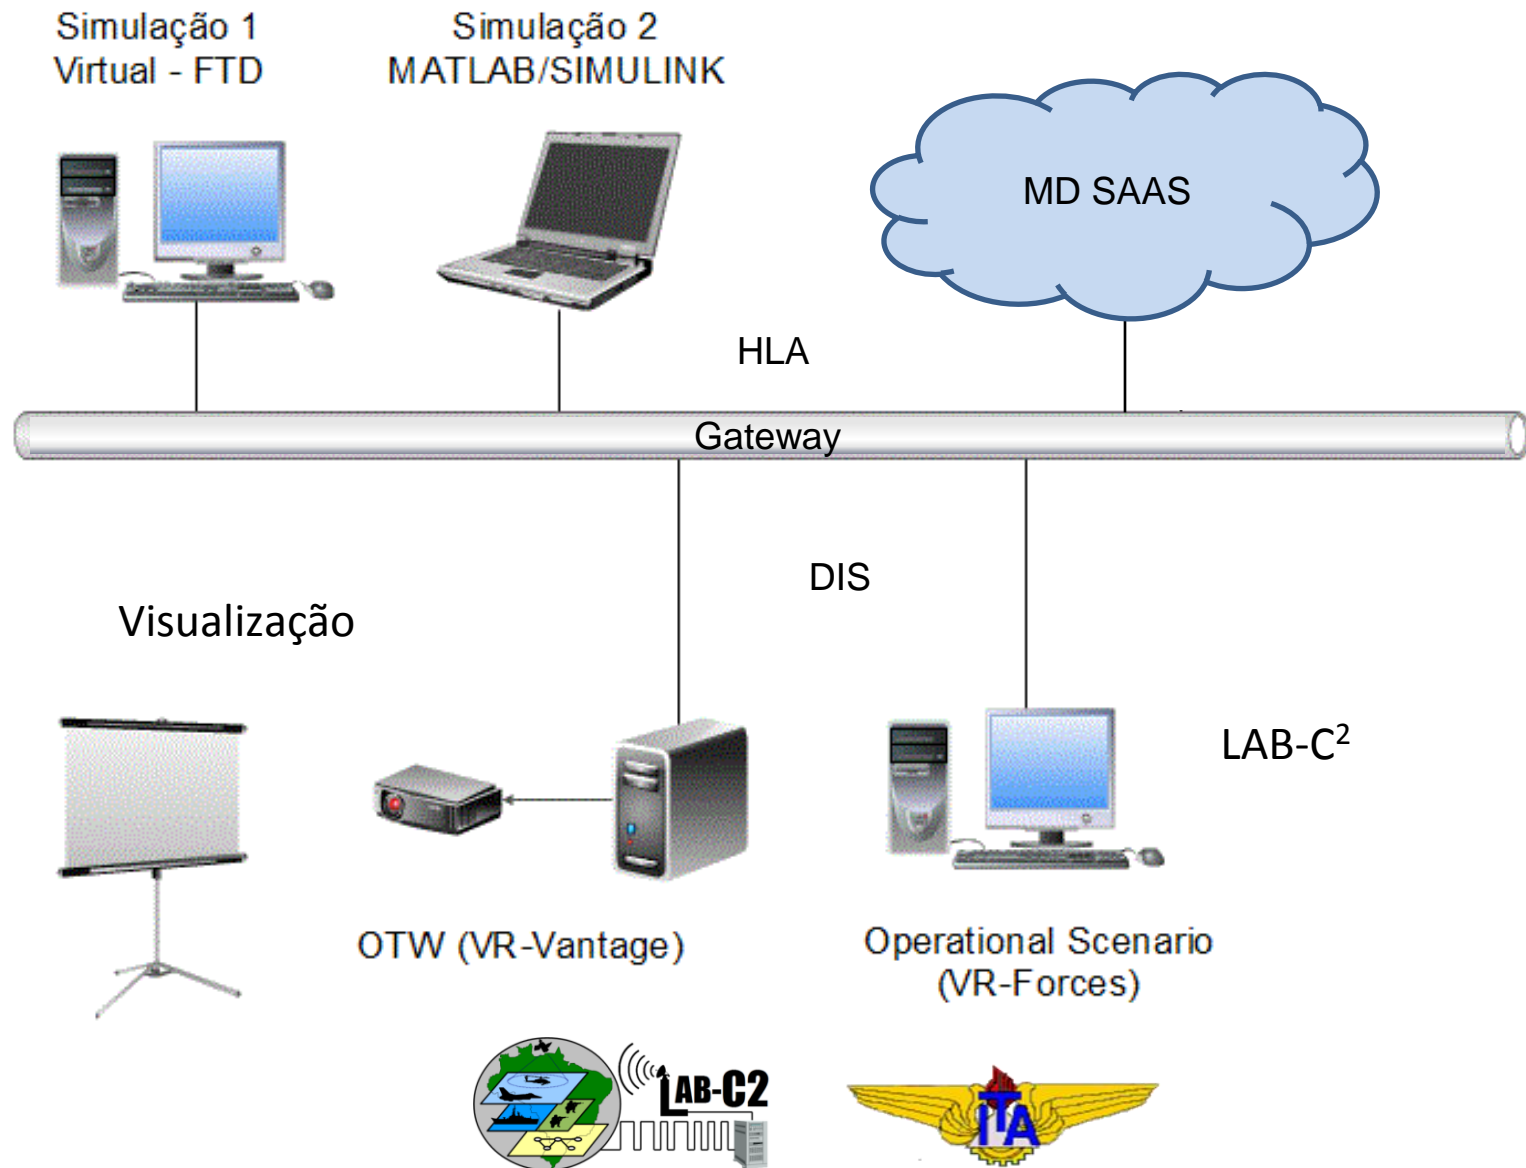 Simulação 1
Virtual - FTD
Simulação 2
MATLAB/SIMULINK
MD SAAS
HLA
Gateway
DIS
Visualização
LAB-C²
OTW (VR-Vantage)
Operational Scenario
(VR-Forces)
LAB-C2
ITA